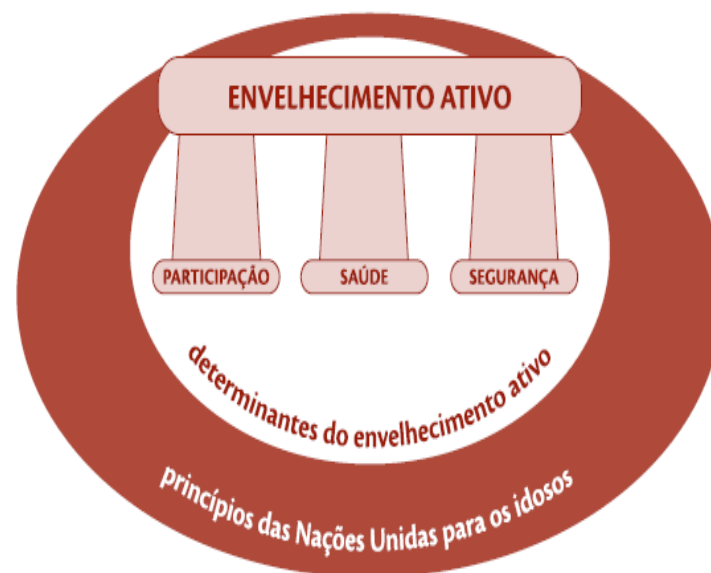 ENVELHECIMENTO ATIVO
PARTICIPAÇÃO
SAÚDE
SEGURANÇA
determinantes do envelhecimento ativo
princípios das Nações Unidas para os idosos